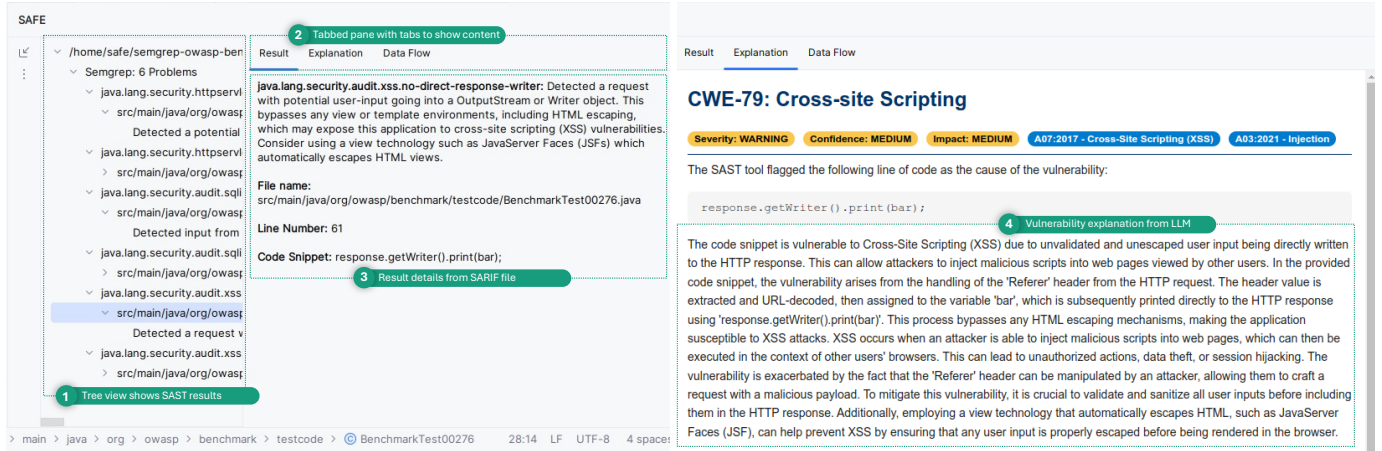 SAFE
/home/safe/semgrep-owasp-ben
Semgrep: 6 Problems
java.lang.security.httpservl
src/main/java/org/owasp
Detected a potential
java.lang.security.httpservl
src/main/java/org/owasp
java.lang.security.audit.sqli
src/main/java/org/owasp
Detected input from
java.lang.security.audit.sqli
src/main/java/org/owasp
java.lang.security.audit.xss
src/main/java/org/owasp
Detected a request w
java.lang.security.audit.xss
src/main/java/org/owasp
1 Tree view shows SAST results
2 Tabbed pane with tabs to show content
Result Explanation Data Flow
java.lang.security.audit.xss.no-direct-response-writer: Detected a request
with potential user-input going into a OutputStream or Writer object. This
bypasses any view or template environments, including HTML escaping,
which may expose this application to cross-site scripting (XSS) vulnerabilities.
Consider using a view technology such as JavaServer Faces (JSFs) which
automatically escapes HTML views.
File name:
src/main/java/org/owasp/benchmark/testcode/BenchmarkTest00276.java
Line Number: 61
Code Snippet: response.getWriter().print(bar);
3 Result details from SARIF file
> main > java > org > owasp > benchmark > testcode > © BenchmarkTest00276 28:14 LF UTF-8 4 spaces
Result Explanation Data Flow
CWE-79: Cross-site Scripting
Severity: WARNING Confidence: MEDIUM Impact: MEDIUM A07:2017 - Cross-Site Scripting (XSS) A03:2021 - Injection
The SAST tool flagged the following line of code as the cause of the vulnerability:
response.getWriter().print(bar);
4 Vulnerability explanation from LLM
The code snippet is vulnerable to Cross-Site Scripting (XSS) due to unvalidated and unescaped user input being directly written
to the HTTP response. This can allow attackers to inject malicious scripts into web pages viewed by other users. In the provided
code snippet, the vulnerability arises from the handling of the 'Referer' header from the HTTP request. The header value is
extracted and URL-decoded, then assigned to the variable 'bar', which is subsequently printed directly to the HTTP response
using 'response.getWriter().print(bar)'. This process bypasses any HTML escaping mechanisms, making the application
susceptible to XSS attacks. XSS occurs when an attacker is able to inject malicious scripts into web pages, which can then be
executed in the context of other users' browsers. This can lead to unauthorized actions, data theft, or session hijacking. The
vulnerability is exacerbated by the fact that the 'Referer' header can be manipulated by an attacker, allowing them to craft a
request with a malicious payload. To mitigate this vulnerability, it is crucial to validate and sanitize all user inputs before including
them in the HTTP response. Additionally, employing a view technology that automatically escapes HTML, such as JavaServer
Faces (JSF), can help prevent XSS by ensuring that any user input is properly escaped before being rendered in the browser.